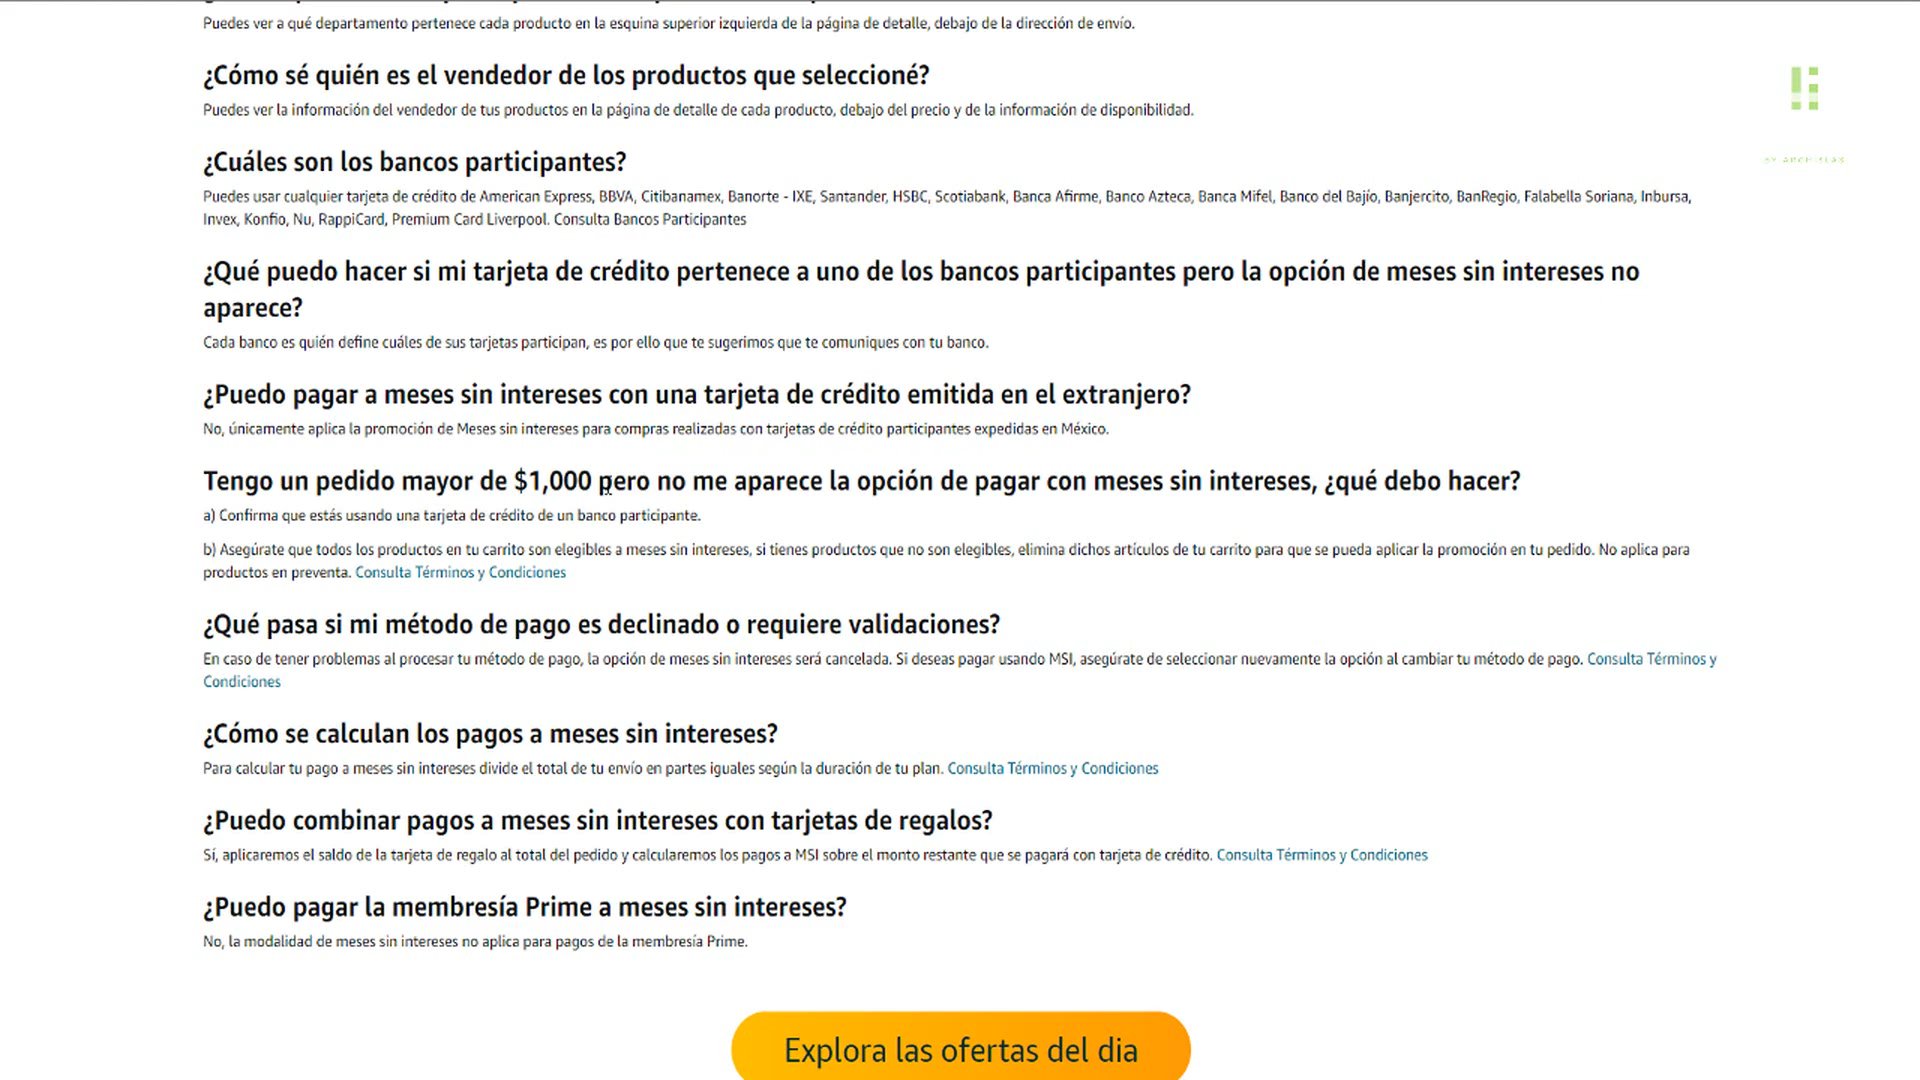 Puedes ver a qué departamento pertenece cada producto en la esquina superior izquierda de la página de detalle, debajo de la dirección de envío.
¿Cómo sé quién es el vendedor de los productos que seleccioné?
Puedes ver la información del vendedor de tus productos en la página de detalle de cada producto, debajo del precio y de la información de disponibilidad.
¿Cuáles son los bancos participantes?
Puedes usar cualquier tarjeta de crédito de American Express, BBVA, Citibanamex, Banorte - IXE, Santander, HSBC, Scotiabank, Banca Afirme, Banco Azteca, Banca Mifel, Banco del Bajío, Banjercito, BanRegio, Falabella Soriana, Inbursa,
Invex, Konfio, Nu, RappiCard, Premium Card Liverpool. Consulta Bancos Participantes
¿Qué puedo hacer si mi tarjeta de crédito pertenece a uno de los bancos participantes pero la opción de meses sin intereses no
aparece?
Cada banco es quién define cuáles de sus tarjetas participan, es por ello que te sugerimos que te comuniques con tu banco.
¿Puedo pagar a meses sin intereses con una tarjeta de crédito emitida en el extranjero?
No, únicamente aplica la promoción de Meses sin intereses para compras realizadas con tarjetas de crédito participantes expedidas en México.
Tengo un pedido mayor de $1,000 pero no me aparece la opción de pagar con meses sin intereses, ¿qué debo hacer?
a) Confirma que estás usando una tarjeta de crédito de un banco participante.
b) Asegúrate que todos los productos en tu carrito son elegibles a meses sin intereses, si tienes productos que no son elegibles, elimina dichos artículos de tu carrito para que se pueda aplicar la promoción en tu pedido. No aplica para
productos en preventa. Consulta Términos y Condiciones
¿Qué pasa si mi método de pago es declinado o requiere validaciones?
En caso de tener problemas al procesar tu método de pago, la opción de meses sin intereses será cancelada. Si deseas pagar usando MSI, asegúrate de seleccionar nuevamente la opción al cambiar tu método de pago. Consulta Términos y
Condiciones
¿Cómo se calculan los pagos a meses sin intereses?
Para calcular tu pago a meses sin intereses divide el total de tu envío en partes iguales según la duración de tu plan. Consulta Términos y Condiciones
¿Puedo combinar pagos a meses sin intereses con tarjetas de regalos?
Sí, aplicaremos el saldo de la tarjeta de regalo al total del pedido y calcularemos los pagos a MSI sobre el monto restante que se pagará con tarjeta de crédito. Consulta Términos y Condiciones
¿Puedo pagar la membresía Prime a meses sin intereses?
No, la modalidad de meses sin intereses no aplica para pagos de la membresía Prime.
Explora las ofertas del dia